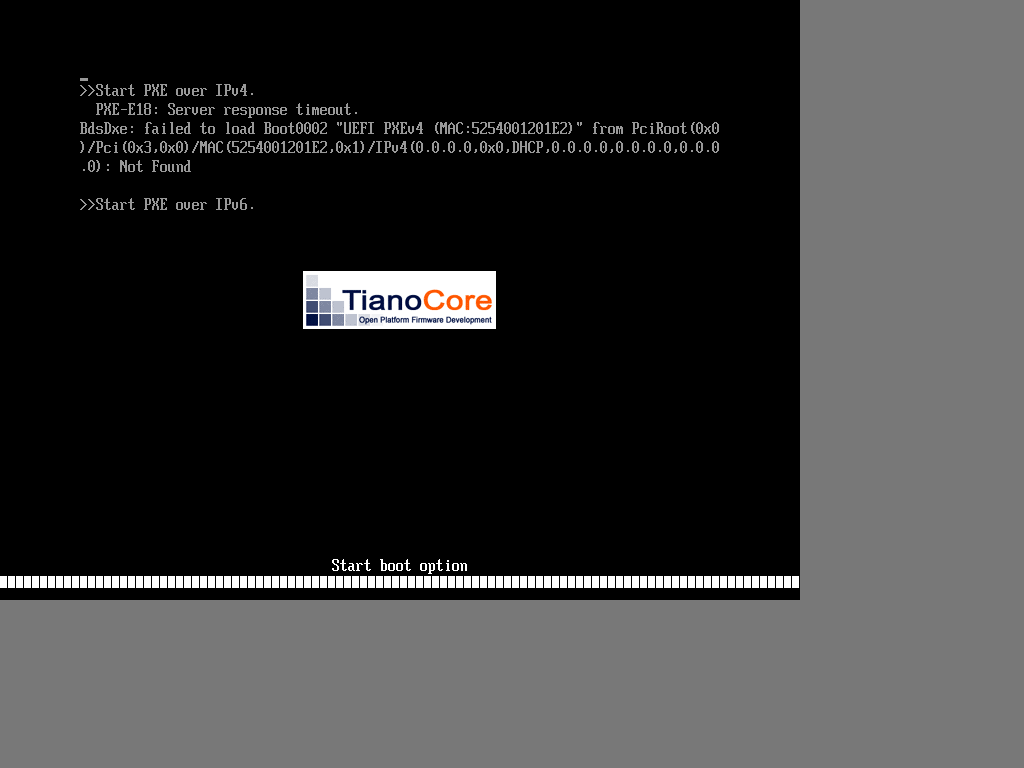 >>Start PXE over IPv4.
PXE-E18: Server response timeout.
BdsDxe: failed to load Boot0002 "UEFI PXEv4 (MAC:5254001201E2)" from PciRoot(0x0
)/Pci(0x3,0x0)/MAC(5254001201E2,0x1)/IPv4(0.0.0.0,0x0,DHCP,0.0.0.0,0.0.0.0,0.0.0
.0): Not Found
>>Start PXE over IPv6.
TianoCore
Open Platform Firmware Development
Start boot option